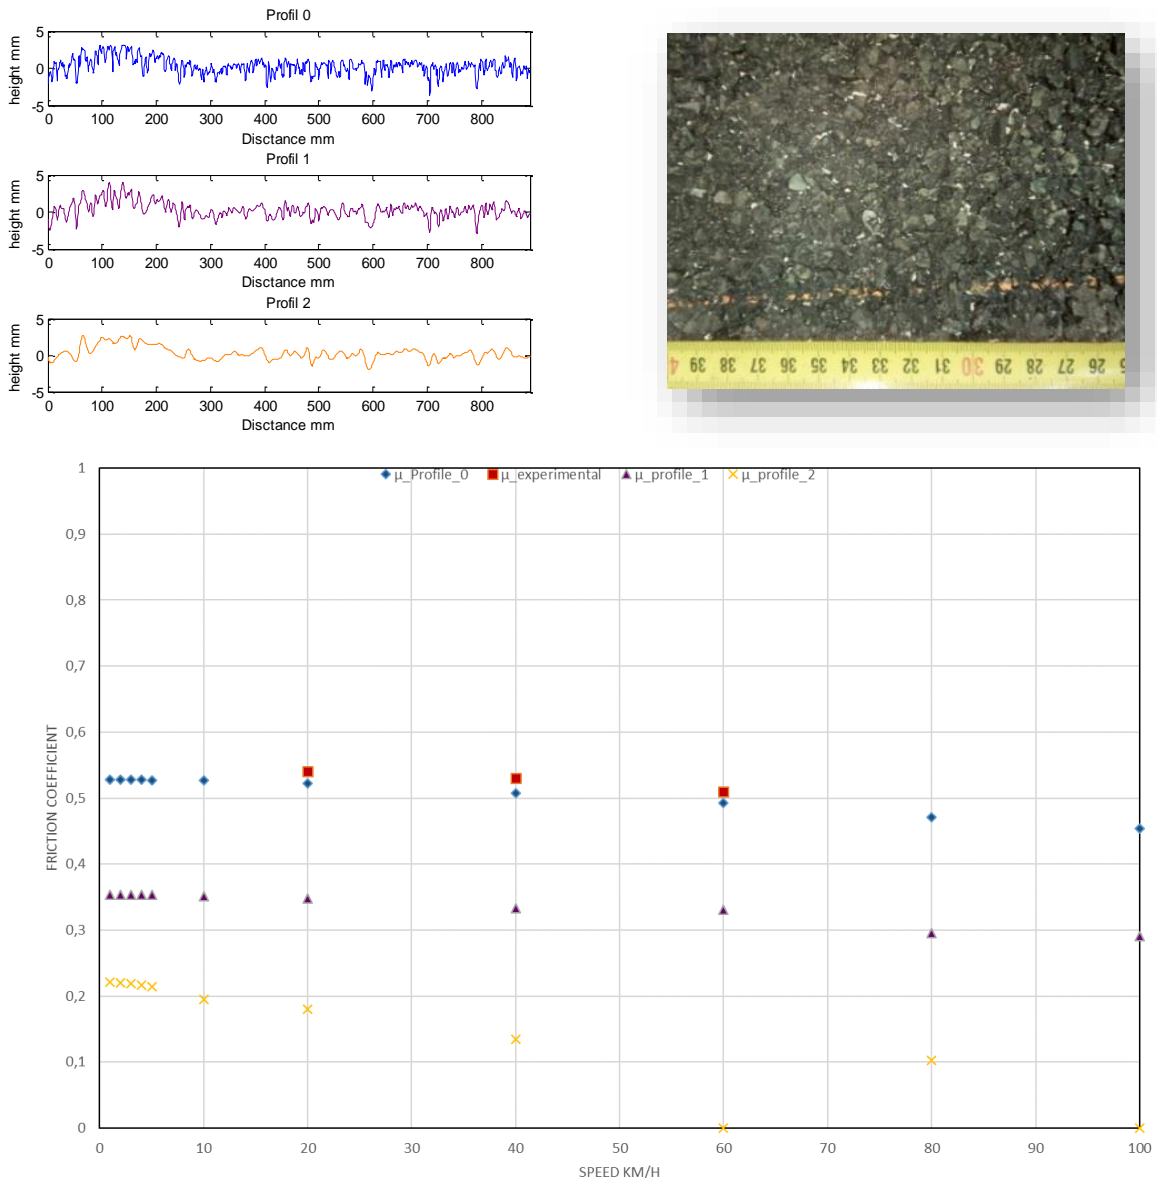 Profil 0
5
0
-5
height mm
0 100 200 300 400 500 600 700 800
Disctance mm
Profil 1
5
0
-5
height mm
0 100 200 300 400 500 600 700 800
Disctance mm
Profil 2
5
0
-5
height mm
0 100 200 300 400 500 600 700 800
Disctance mm
4 39 38 37 36 35 34 33 32 31 30 29 28 27 26
μ_Profile_0 μ_experimental μ_profile_1 μ_profile_2
1
0,9
0,8
0,7
0,6
0,5
0,4
0,3
0,2
0,1
0
FRICTION COEFFICIENT
0 10 20 30 40 50 60 70 80 90 100
SPEED KM/H